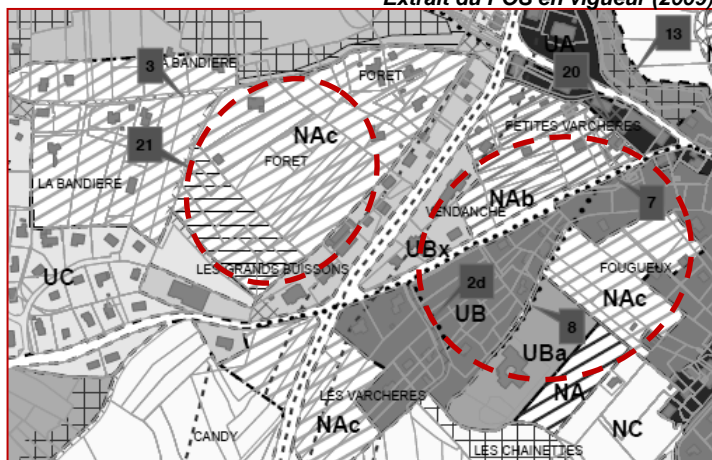 Extrait du POS en vigueur (2009)
13
UA
3
LA BANDIERE
20
FORET
NAc
21
PETITES VARCHERES
FORET
LA BANDIERE
7
NAb
VENDANCHE
UBx
LES GRANDS BUISSONS
FOUGUEUX
UC
2d
NAc
UB
8
UBa
NA
LES VARCHERES
NAc
NC
CANDY
LES CHAINETTES